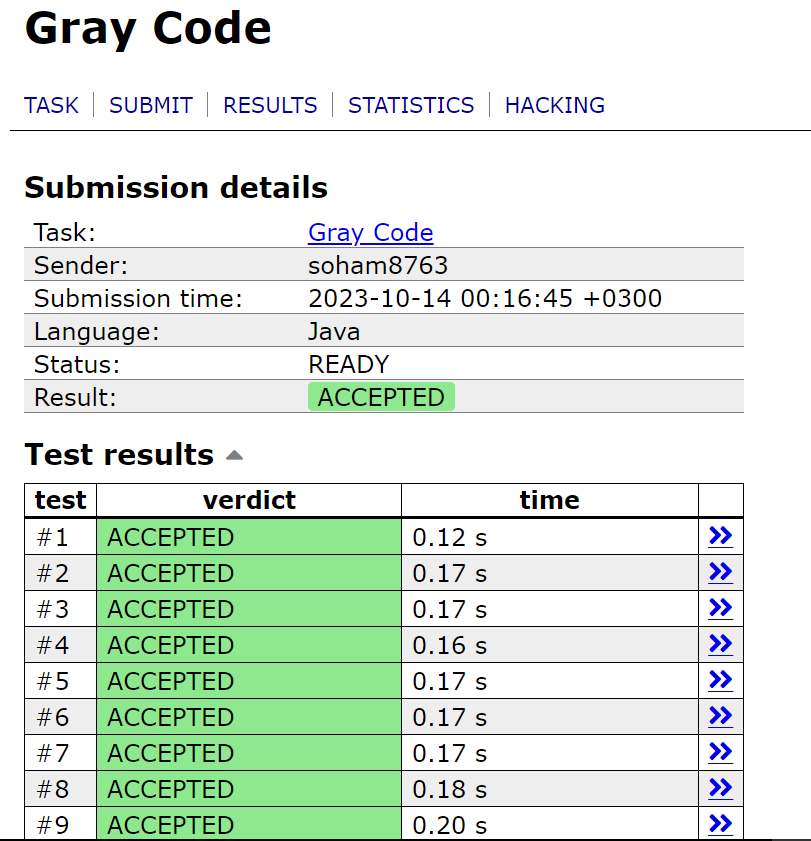 Gray Code
TASK | SUBMIT | RESULTS | STATISTICS | HACKING
Submission details
Task: Gray Code
Sender: soham8763
Submission time: 2023-10-14 00:16:45 +0300
Language: Java
Status: READY
Result: ACCEPTED
Test results
test verdict time
#1 ACCEPTED 0.12 s »
#2 ACCEPTED 0.17 s »
#3 ACCEPTED 0.17 s »
#4 ACCEPTED 0.16 s »
#5 ACCEPTED 0.17 s »
#6 ACCEPTED 0.17 s »
#7 ACCEPTED 0.17 s »
#8 ACCEPTED 0.18 s »
#9 ACCEPTED 0.20 s »